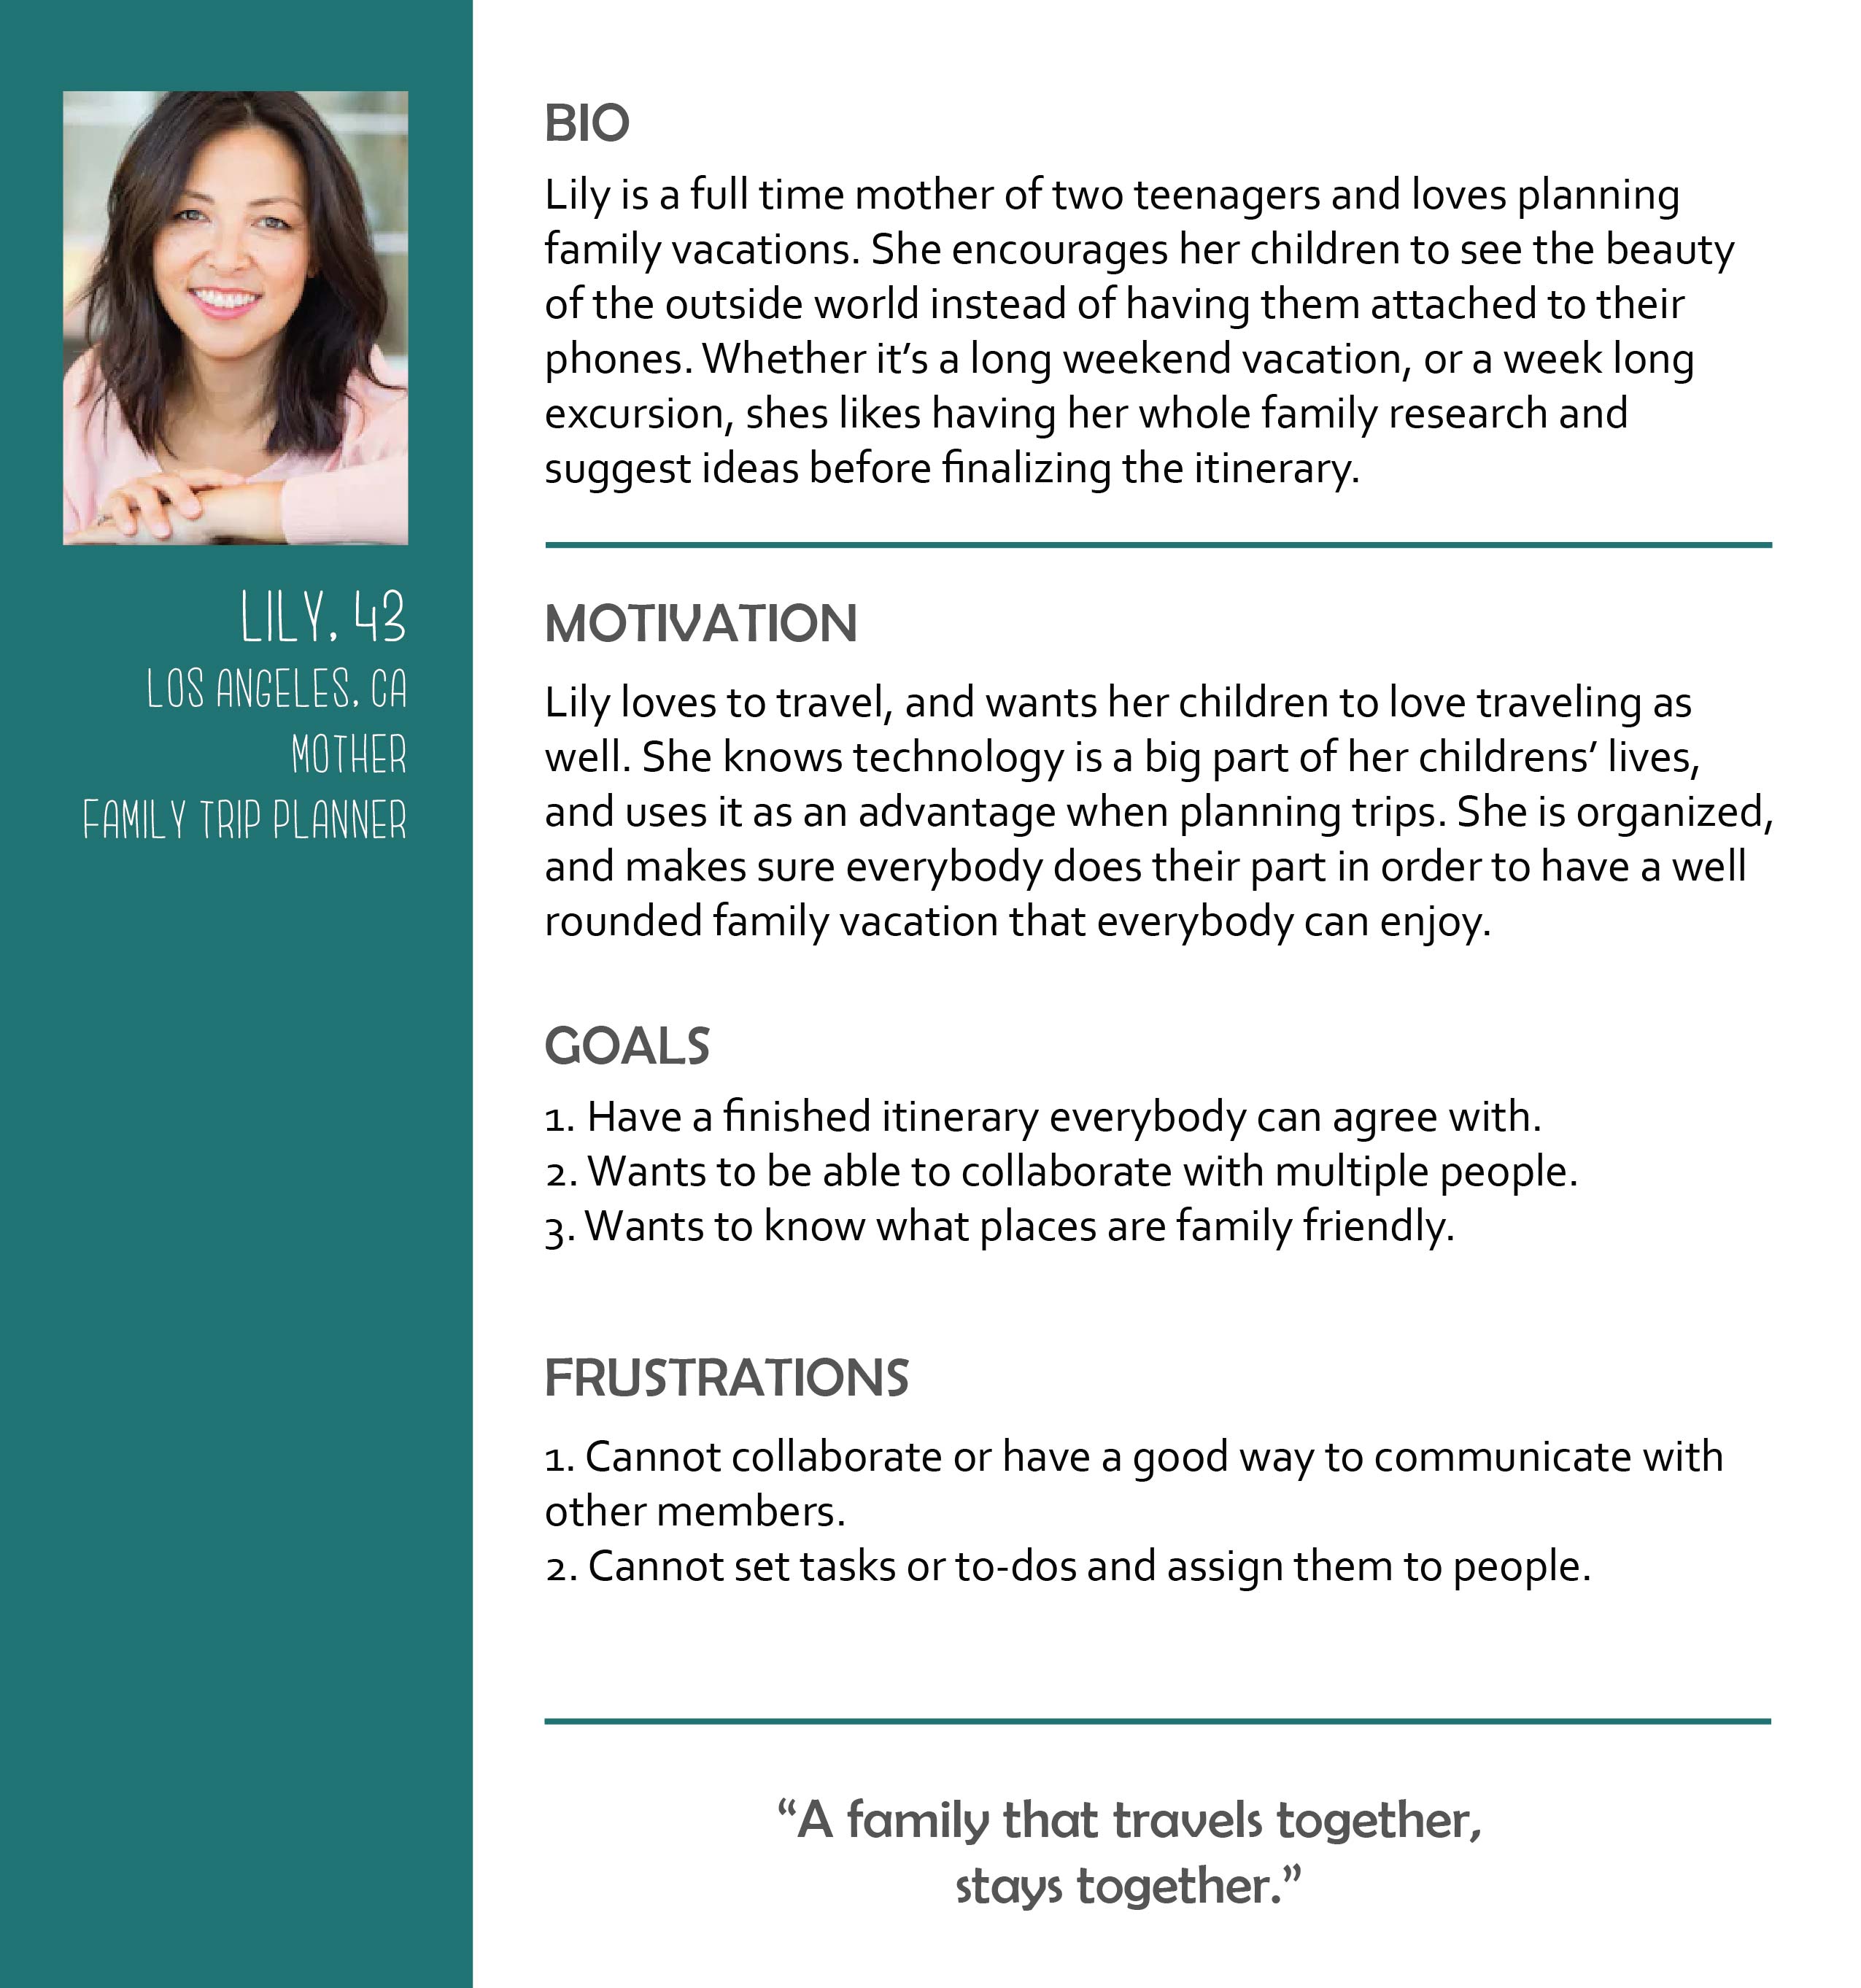 LILY, 43
LOS ANGELES, CA
MOTHER
FAMILY TRIP PLANNER
BIO
Lily is a full time mother of two teenagers and loves planning
family vacations. She encourages her children to see the beauty
of the outside world instead of having them attached to their
phones. Whether it’s a long weekend vacation, or a week long
excursion, shes likes having her whole family research and
suggest ideas before finalizing the itinerary.
MOTIVATION
Lily loves to travel, and wants her children to love traveling as
well. She knows technology is a big part of her childrens’ lives,
and uses it as an advantage when planning trips. She is organized,
and makes sure everybody does their part in order to have a well
rounded family vacation that everybody can enjoy.
GOALS
1. Have a finished itinerary everybody can agree with.
2. Wants to be able to collaborate with multiple people.
3. Wants to know what places are family friendly.
FRUSTRATIONS
1. Cannot collaborate or have a good way to communicate with
other members.
2. Cannot set tasks or to-dos and assign them to people.
“A family that travels together,
stays together.”